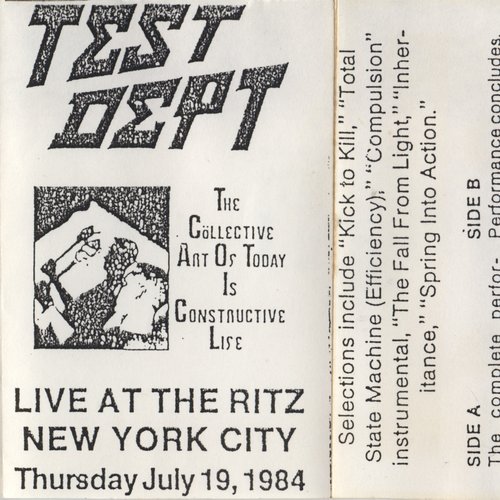 TEST
DEPT
The
Cöllective
Art Of Today
Is
Constructive
Life
LIVE AT THE RITZ
NEW YORK CITY
Thursday July 19, 1984
Selections include “Kick to Kill,” “Total
State Machine (Efficiency),” “Compulsion”
instrumental, “The Fall From Light,” “Inher-
itance,” “Spring Into Action.”
SIDE A SIDE B
The complete perfor- Performance concludes.